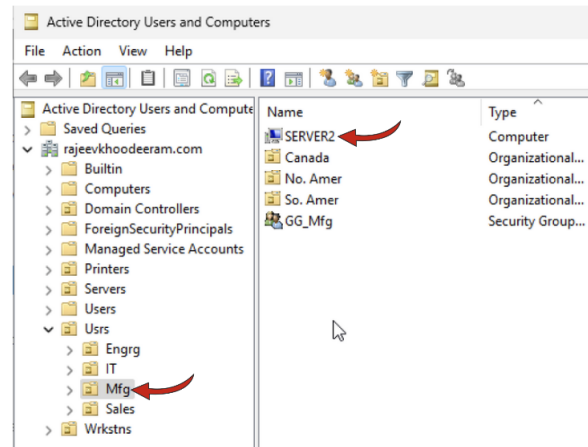 Active Directory Users and Computers
File Action View Help
Active Directory Users and Compute
Saved Queries
rajeevkhoodeeram.com
Builtin
Computers
Domain Controllers
ForeignSecurityPrincipals
Managed Service Accounts
Printers
Servers
Users
Usrs
Engrg
IT
Mfg
Sales
Wrkstns
Name Type
SERVER2 Computer
Canada Organizational...
No. Amer Organizational...
So. Amer Organizational...
GG_Mfg Security Group...